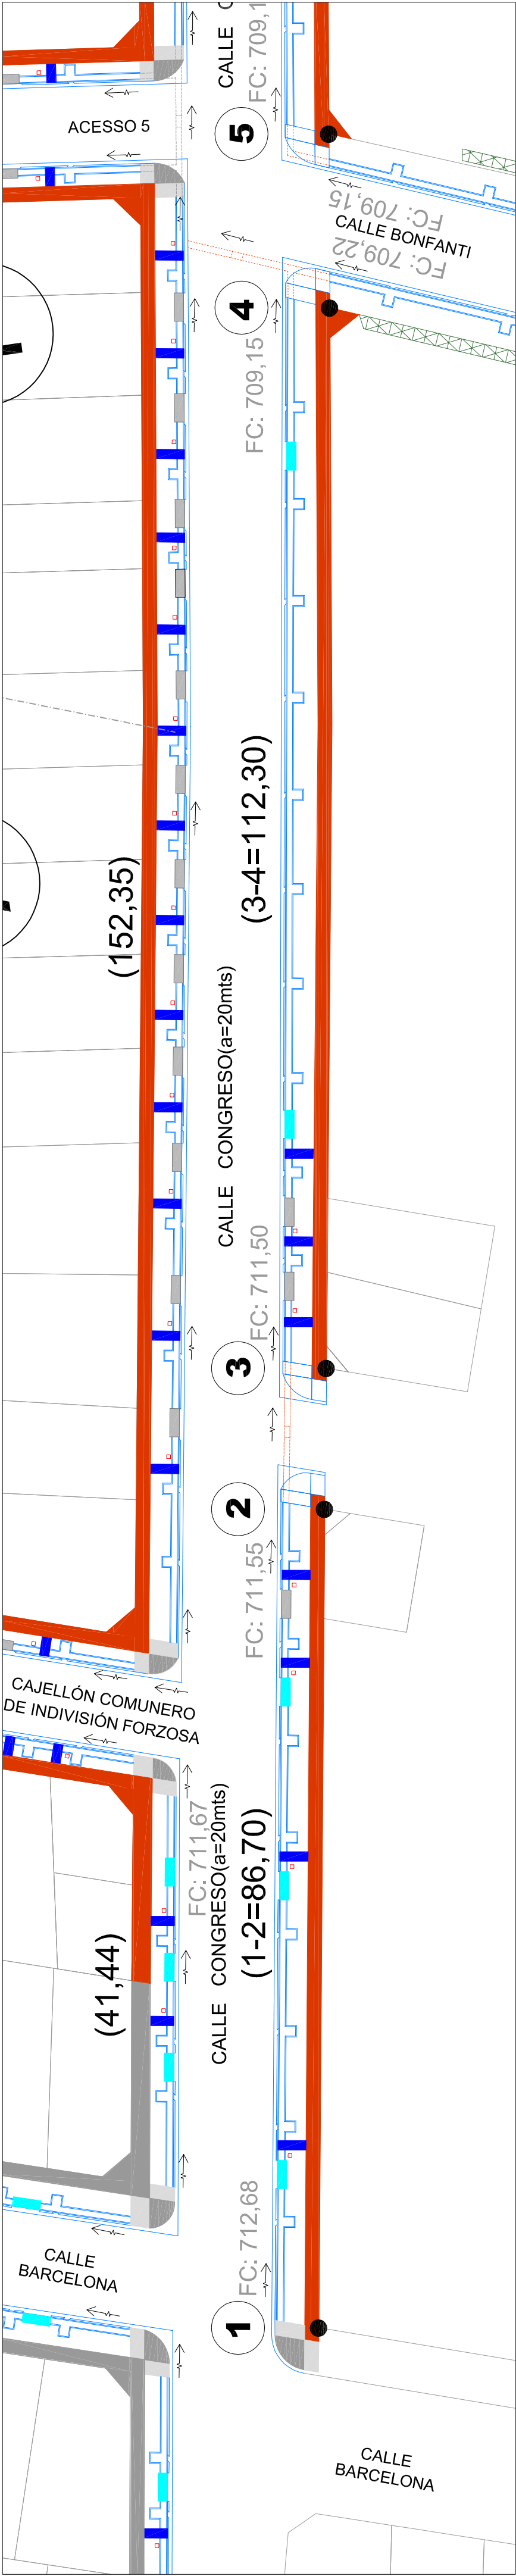 CALLE C
FC: 709,1
ACESSO 5
5
FC: 709,15
CALLE BONFANTI
FC: 709,22
4
FC: 709,15
(3-4=112,30)
(152,35)
CALLE CONGRESO(a=20mts)
FC: 711,50
3
2
FC: 711,55
CAJELLÓN COMUNERO
DE INDIVISIÓN FORZOSA
FC: 711,67
CALLE CONGRESO(a=20mts)
(1-2=86,70)
(41,44)
FC: 712,68
CALLE
BARCELONA
1
CALLE
BARCELONA